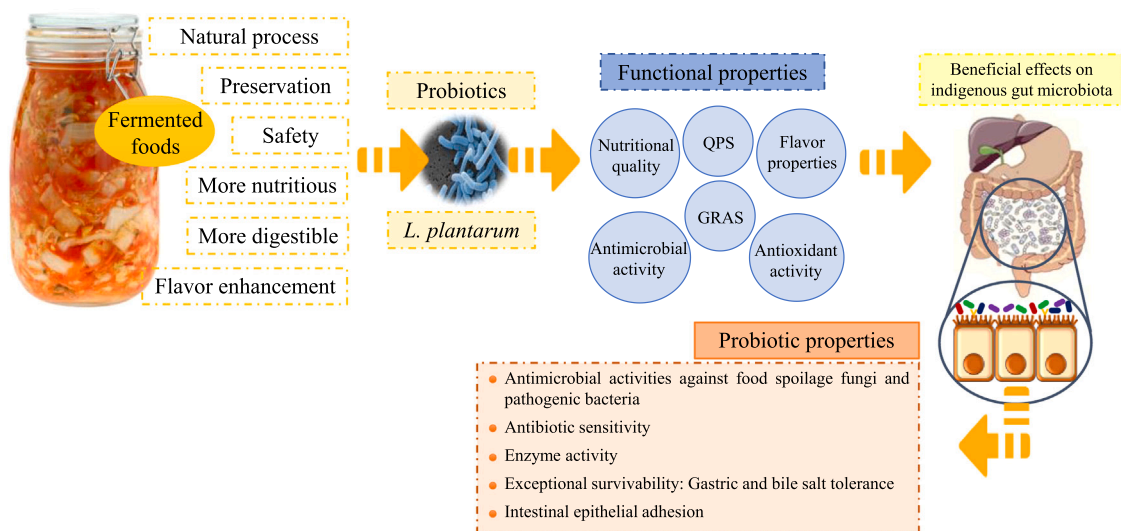 Natural process
Preservation
Fermented
foods
Safety
More nutritious
More digestible
Flavor enhancement
Probiotics
L. plantarum
Functional properties
Nutritional
quality
QPS
Flavor
properties
GRAS
Antimicrobial
activity
Antioxidant
activity
Beneficial effects on
indigenous gut microbiota
Probiotic properties
Antimicrobial activities against food spoilage fungi and
pathogenic bacteria
Antibiotic sensitivity
Enzyme activity
Exceptional survivability: Gastric and bile salt tolerance
Intestinal epithelial adhesion